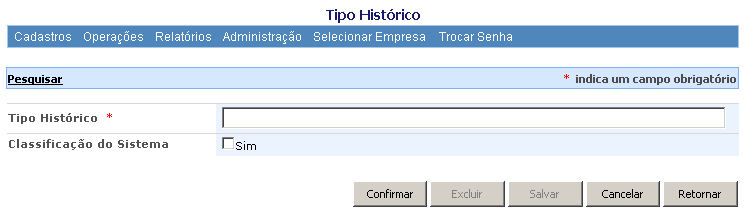 Tipo Histórico
Cadastros Operações Relatórios Administração Selecionar Empresa Trocar Senha
Pesquisar * indica um campo obrigatório
Tipo Histórico *
Classificação do Sistema Sim
Confirmar Excluir Salvar Cancelar Retornar